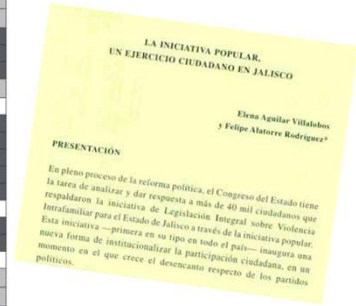 LA INICIATIVA POPULAR,
UN EJERCICIO CIUDADANO EN JALISCO
Elena Aguilar Villalobos
y Felipe Alatorre Rodríguez*
PRESENTACIÓN
En pleno proceso de la reforma política, el Congreso del Estado tiene
la tarea de analizar y dar respuesta a más de 40 mil ciudadanos que
respaldaron la iniciativa de Legislación Integral sobre Violencia
Intrafamiliar para el Estado de Jalisco a través de la iniciativa popular.
Esta iniciativa —primera en su tipo en todo el país— inaugura una
nueva forma de institucionalizar la participación ciudadana, en un
momento en el que crece el desencanto respecto de los partidos
políticos.